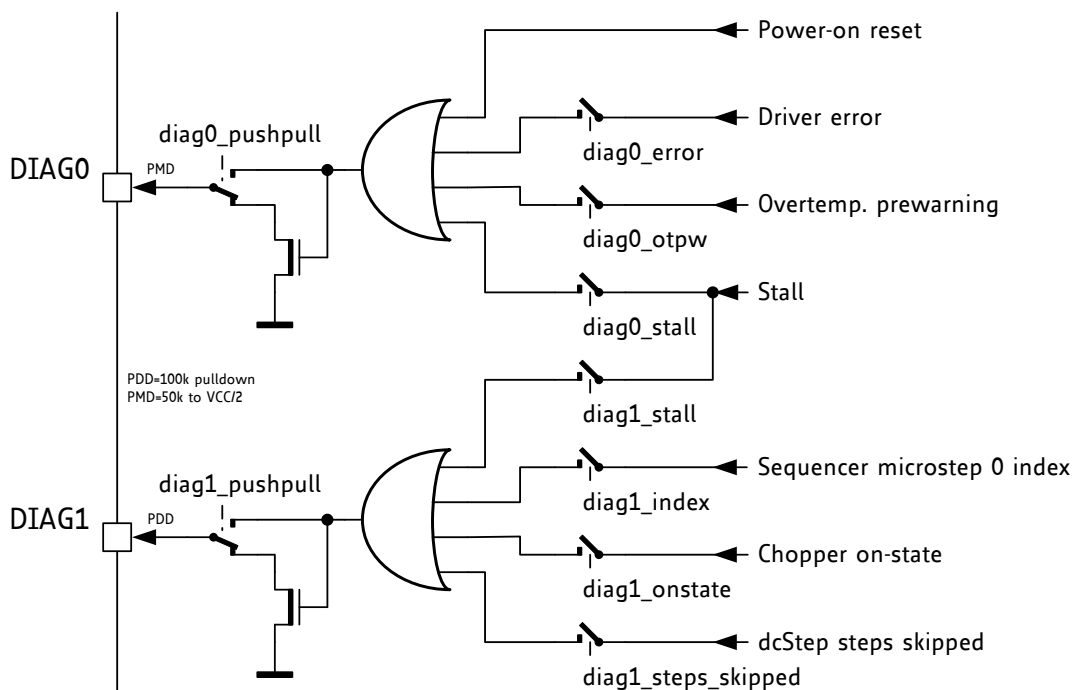 Power-on reset
Driver error
diag0_pushpull
diag0_error
DIAG0
PMD
Overtemp. prewarning
diag0_otpw
Stall
diag0_stall
PDD=100k pulldown
PMD=50k to VCC/2
diag1_stall
Sequencer microstep 0 index
diag1_pushpull
diag1_index
DIAG1
PDD
Chopper on-state
diag1_onstate
dcStep steps skipped
diag1_steps_skipped